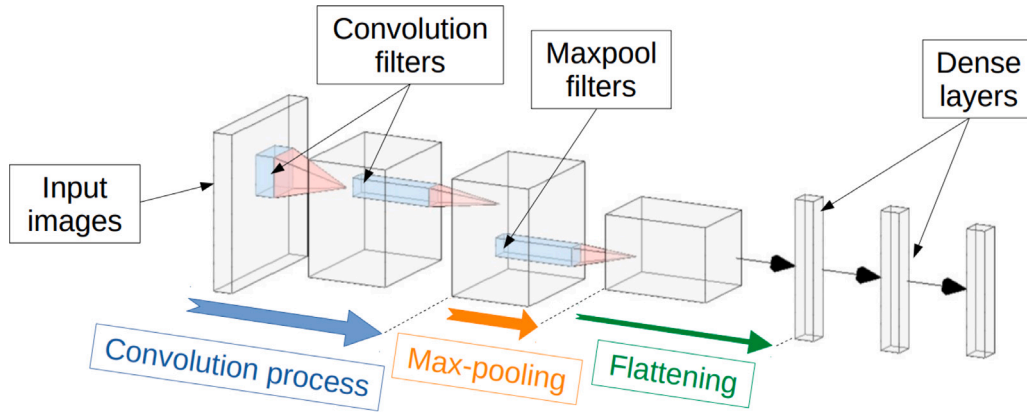 Convolution
filters
Maxpool
filters
Dense
layers
Input
images
Convolution process
Max-pooling
Flattening